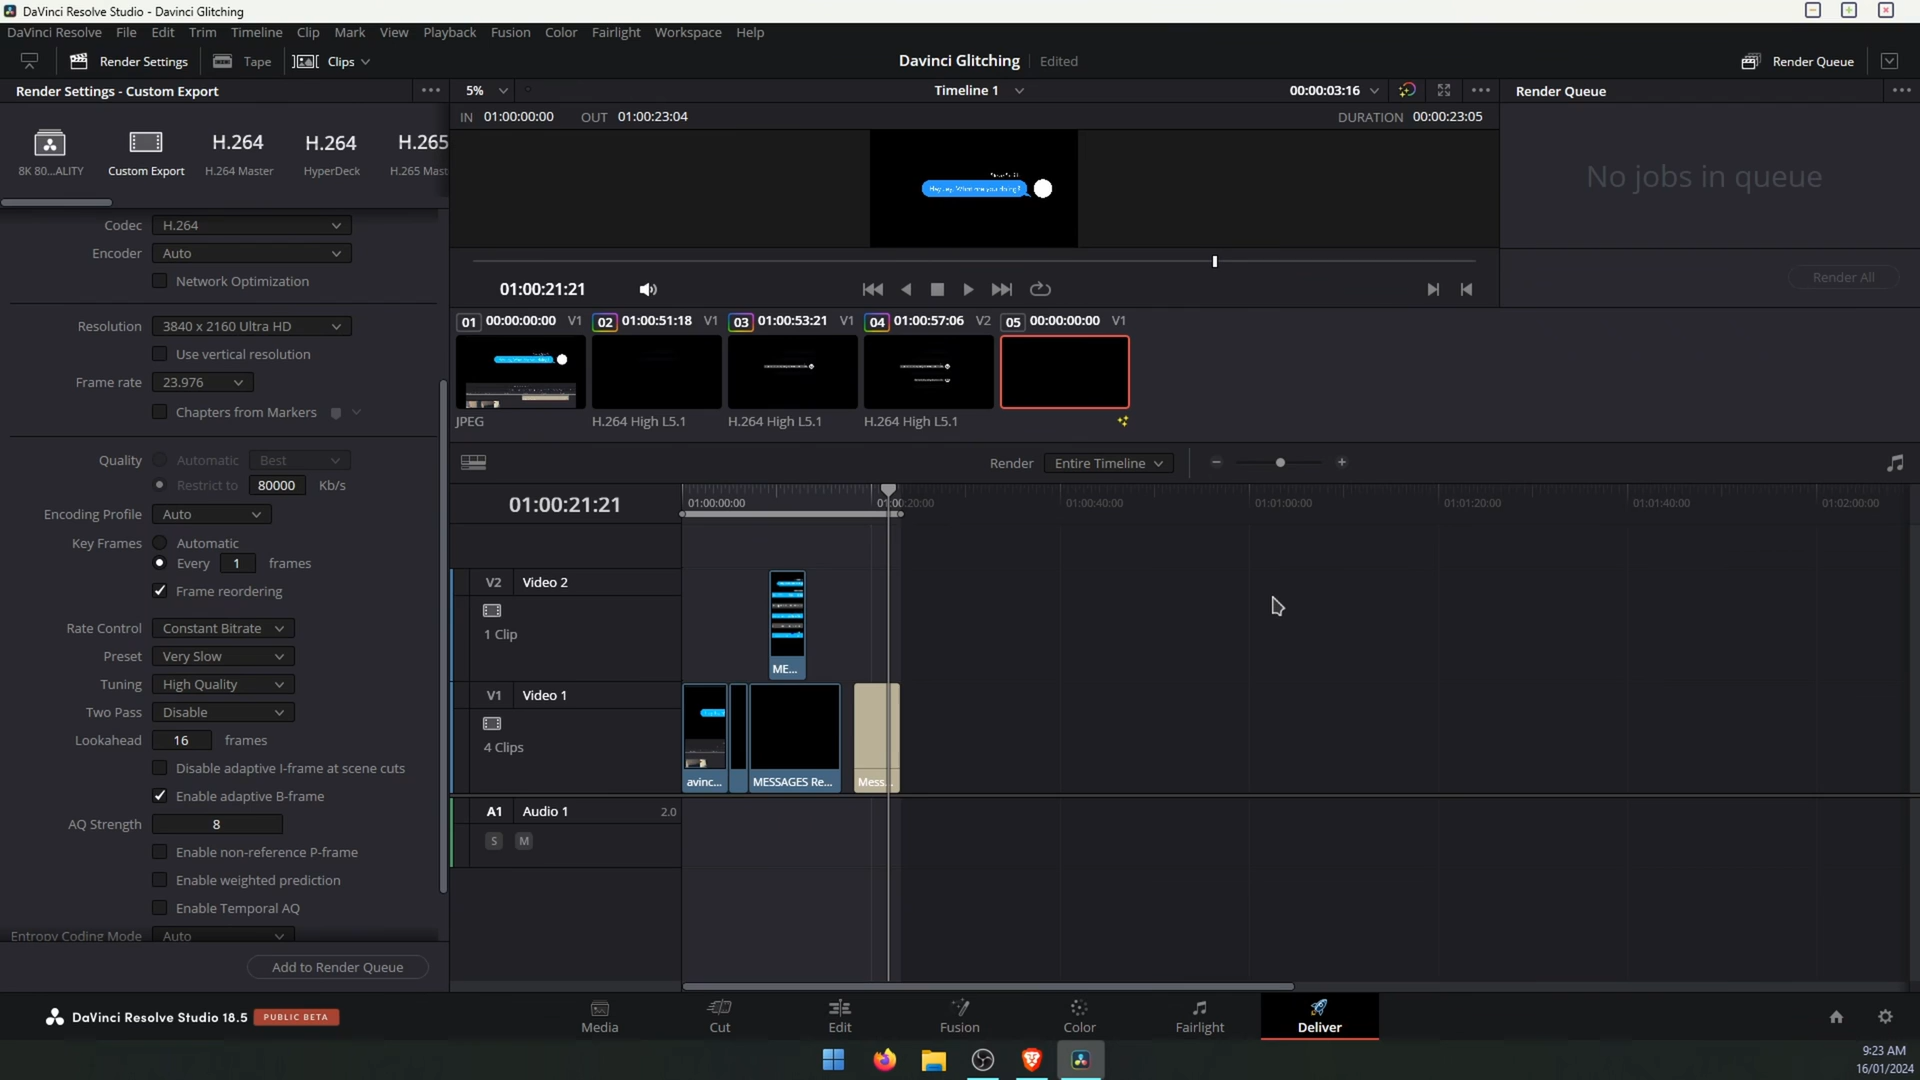 DaVinci Resolve Studio - Davinci Glitching
DaVinci Resolve File Edit Trim Timeline Clip Mark View Playback Fusion Color Fairlight Workspace Help
Render Settings Tape Clips Davinci Glitching Edited Render Queue
Render Settings - Custom Export 5% Timeline 1 00:00:03:16 Render Queue
IN 01:00:00:00 OUT 01:00:23:04 DURATION 00:00:23:05
H.264 H.264 H.265
8K 80...ALITY Custom Export H.264 Master HyperDeck H.265 Mast
No jobs in queue
Hey Jay, What are you doing?
Codec H.264
Encoder Auto
Network Optimization
Render All
01:00:21:21
Resolution 3840 x 2160 Ultra HD
01 00:00:00:00 V1 02 01:00:51:18 V1 03 01:00:53:21 V1 04 01:00:57:06 V2 05 00:00:00:00 V1
Use vertical resolution
Frame rate 23.976
Chapters from Markers
JPEG H.264 High L5.1 H.264 High L5.1 H.264 High L5.1
Quality Automatic Best
Render Entire Timeline
Restrict to 80000 Kb/s
01:00:21:21 01:00:00:00 01:00:20:00 01:00:40:00 01:01:00:00 01:01:20:00 01:01:40:00 01:02:00:00
Encoding Profile Auto
Key Frames Automatic
Every 1 frames
Frame reordering
V2 Video 2
1 Clip
ME...
Rate Control Constant Bitrate
Preset Very Slow
Tuning High Quality
V1 Video 1
Two Pass Disable
Lookahead 16 frames
4 Clips
Disable adaptive I-frame at scene cuts
avinc... MESSAGES Re... Mess...
Enable adaptive B-frame
A1 Audio 1 2.0
AQ Strength 8
S M
Enable non-reference P-frame
Enable weighted prediction
Enable Temporal AQ
Entropy Coding Mode Auto
Add to Render Queue
DaVinci Resolve Studio 18.5 PUBLIC BETA
Media Cut Edit Fusion Color Fairlight Deliver
9:23 AM
16/01/2024